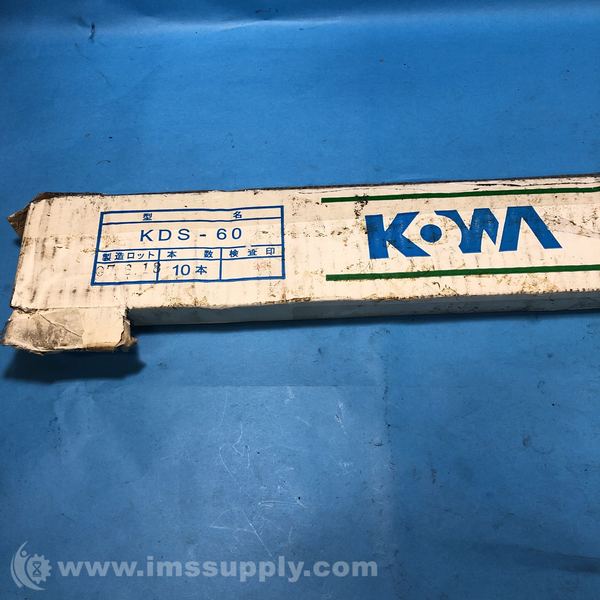 型 名
KDS - 60
製造ロット 本 数 検 査 印
10本
KOWA
www.imssupply.com